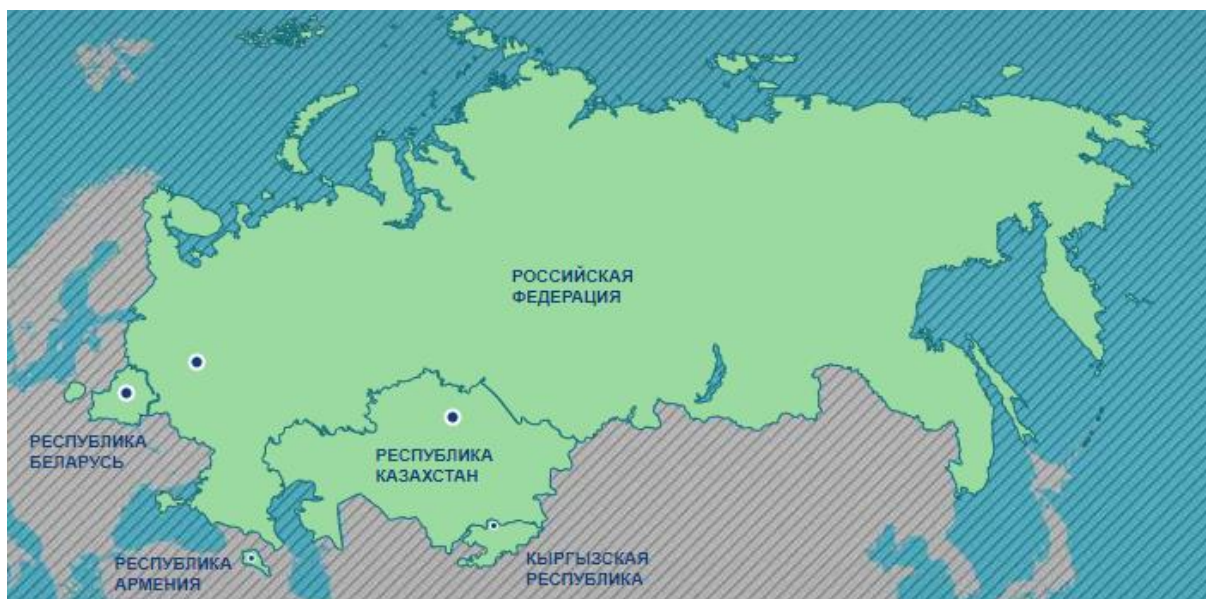 РОССИЙСКАЯ
ФЕДЕРАЦИЯ
РЕСПУБЛИКА
БЕЛАРУСЬ
РЕСПУБЛИКА
КАЗАХСТАН
РЕСПУБЛИКА
АРМЕНИЯ
КЫРГЫЗСКАЯ
РЕСПУБЛИКА